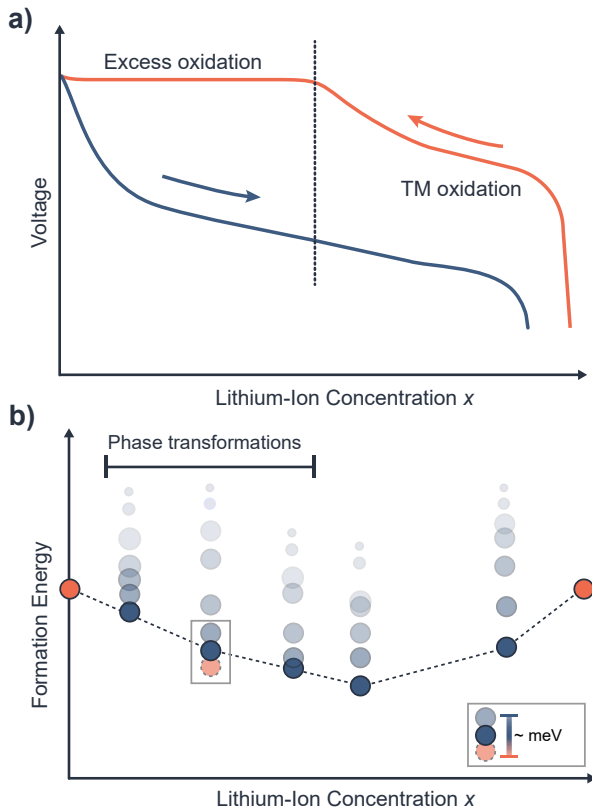 a)
Excess oxidation
TM oxidation
Voltage
Lithium-Ion Concentration x
b)
Phase transformations
Formation Energy
~ meV
Lithium-Ion Concentration x